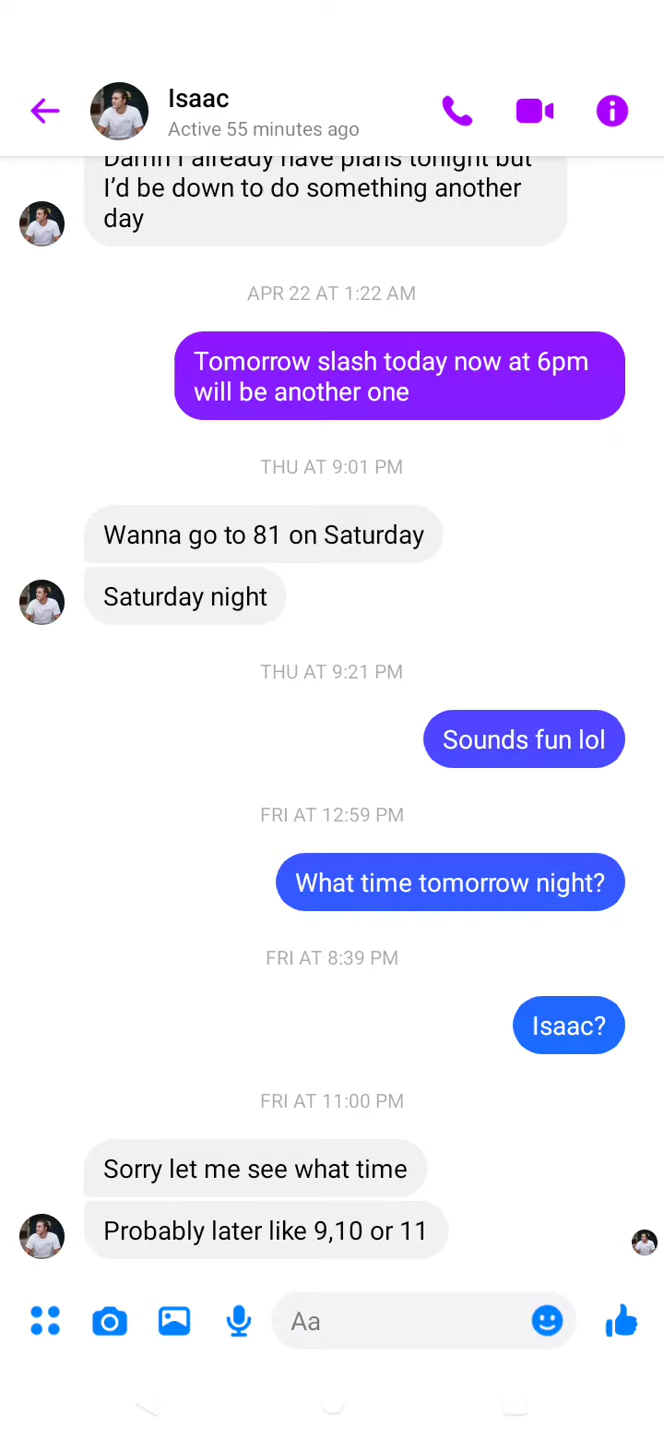 Isaac
Active 55 minutes ago
Damn I already have plans tonight but
I'd be down to do something another
day
APR 22 AT 1:22 AM
Tomorrow slash today now at 6pm
will be another one
THU AT 9:01 PM
Wanna go to 81 on Saturday
Saturday night
THU AT 9:21 PM
Sounds fun lol
FRI AT 12:59 PM
What time tomorrow night?
FRI AT 8:39 PM
Isaac?
FRI AT 11:00 PM
Sorry let me see what time
Probably later like 9,10 or 11
Aa